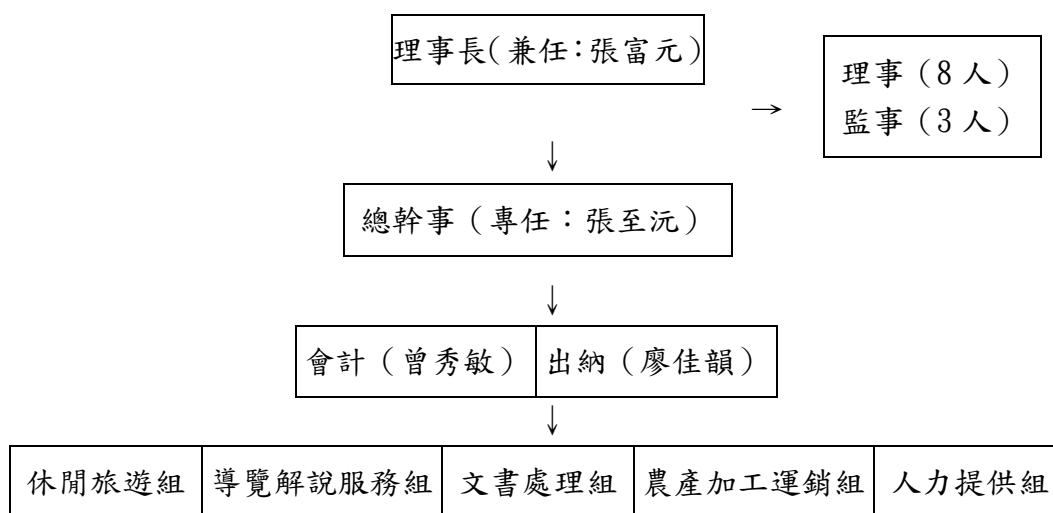 理事長(兼任：張富元)
理事（8人）
→
監事（3人）
↓
總幹事（專任：張至沅）
↓
會計（曾秀敏） 出納（廖佳韻）
↓
休閒旅遊組 導覽解說服務組 文書處理組 農產加工運銷組 人力提供組